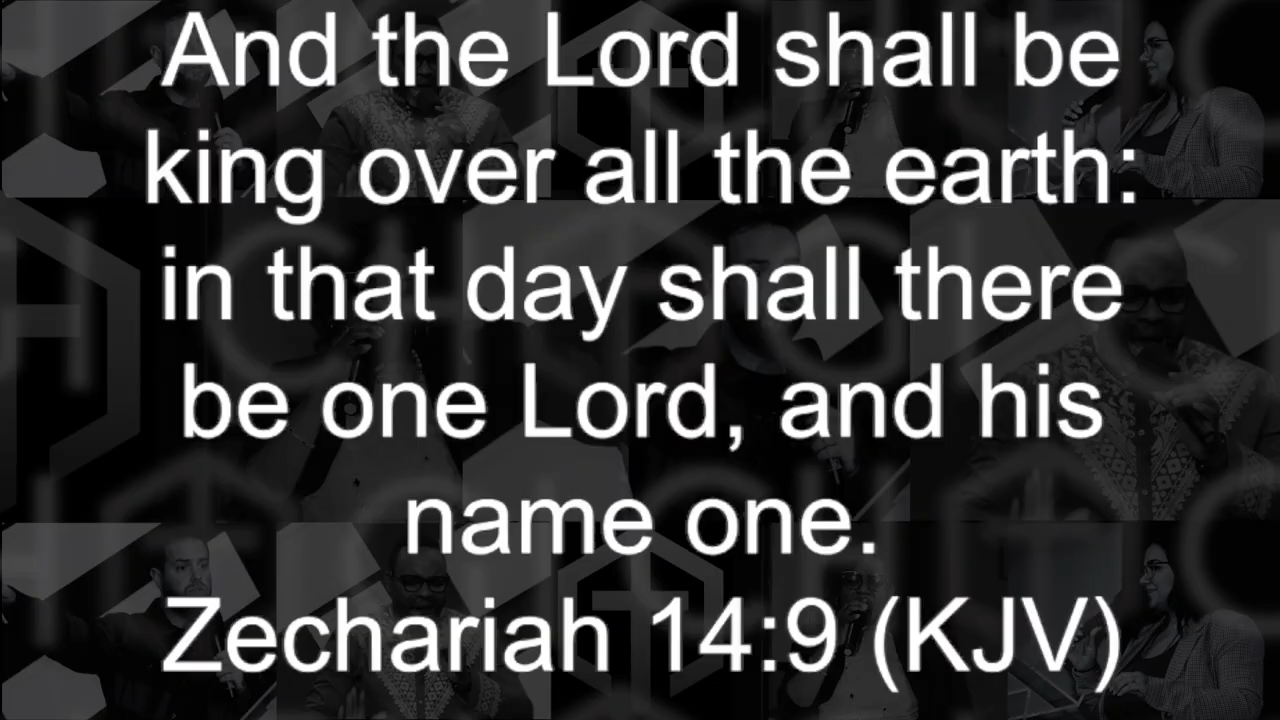 And the Lord shall be
king over all the earth:
in that day shall there
be one Lord, and his
name one.
Zechariah 14:9 (KJV)